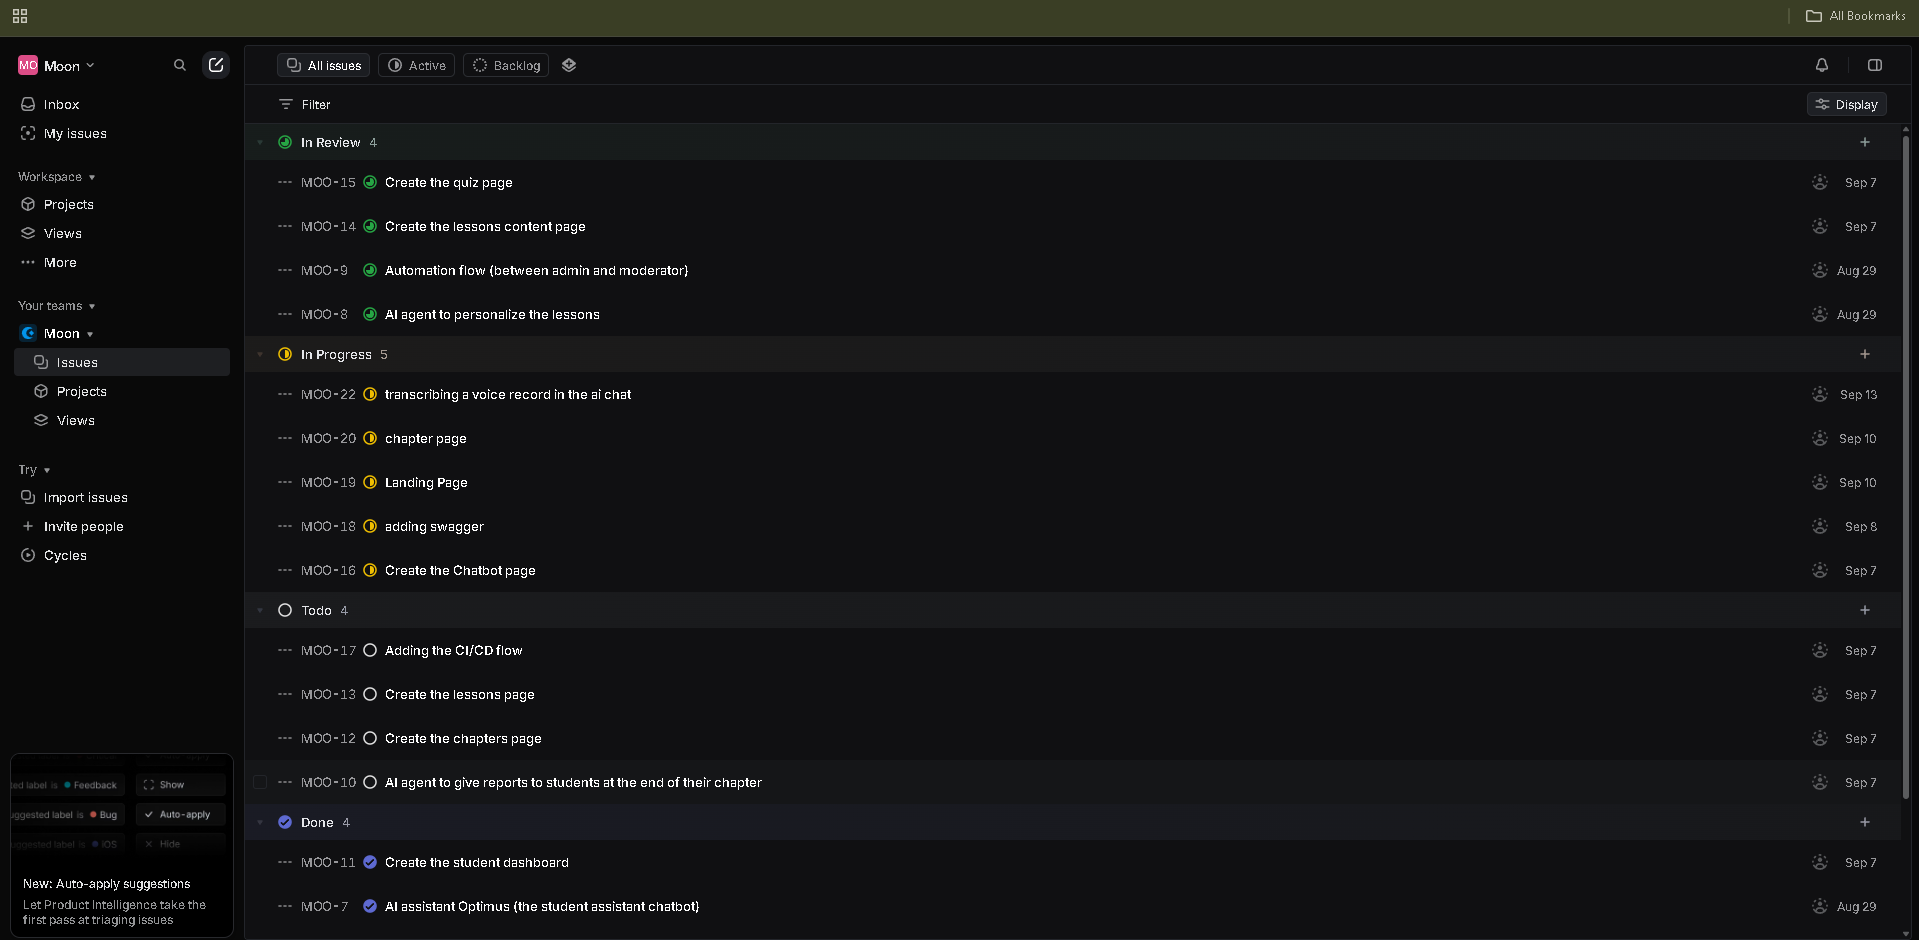 All Bookmarks
MO Moon
Inbox
My issues
Workspace
Projects
Views
More
Your teams
Moon
Issues
Projects
Views
Try
Import issues
Invite people
Cycles
ed label is Feedback Show
uggested label is Bug Auto-apply
uggested label is iOS Hide
New: Auto-apply suggestions
Let Product Intelligence take the
first pass at triaging issues
All issues Active Backlog
Filter Display
In Review 4
MOO-15 Create the quiz page Sep 7
MOO-14 Create the lessons content page Sep 7
MOO-9 Automation flow (between admin and moderator) Aug 29
MOO-8 AI agent to personalize the lessons Aug 29
In Progress 5
MOO-22 transcribing a voice record in the ai chat Sep 13
MOO-20 chapter page Sep 10
MOO-19 Landing Page Sep 10
MOO-18 adding swagger Sep 8
MOO-16 Create the Chatbot page Sep 7
Todo 4
MOO-17 Adding the CI/CD flow Sep 7
MOO-13 Create the lessons page Sep 7
MOO-12 Create the chapters page Sep 7
MOO-10 AI agent to give reports to students at the end of their chapter Sep 7
Done 4
MOO-11 Create the student dashboard Sep 7
MOO-7 AI assistant Optimus (the student assistant chatbot) Aug 29